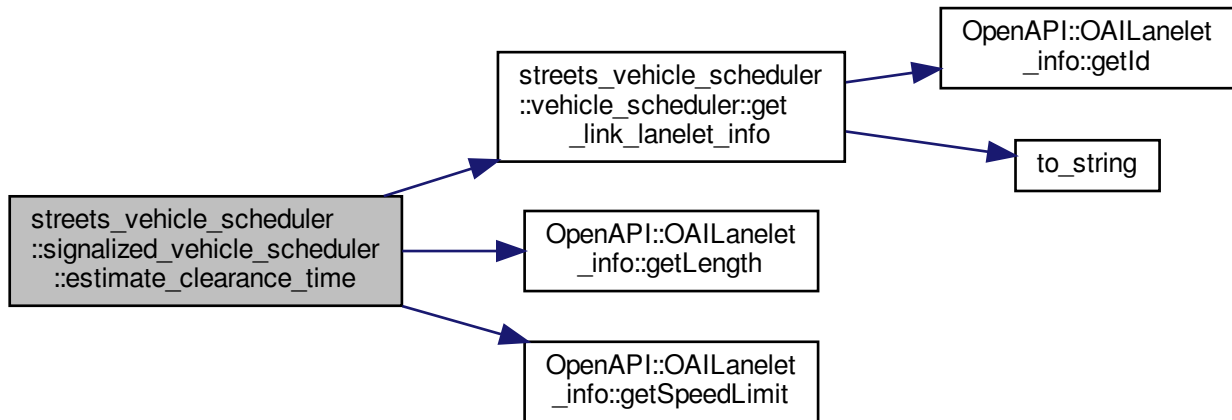 streets_vehicle_scheduler
::signalized_vehicle_scheduler
::estimate_clearance_time
streets_vehicle_scheduler
::vehicle_scheduler::get
_link_lanelet_info
OpenAPI::OAILanelet
_info::getId
to_string
OpenAPI::OAILanelet
_info::getLength
OpenAPI::OAILanelet
_info::getSpeedLimit